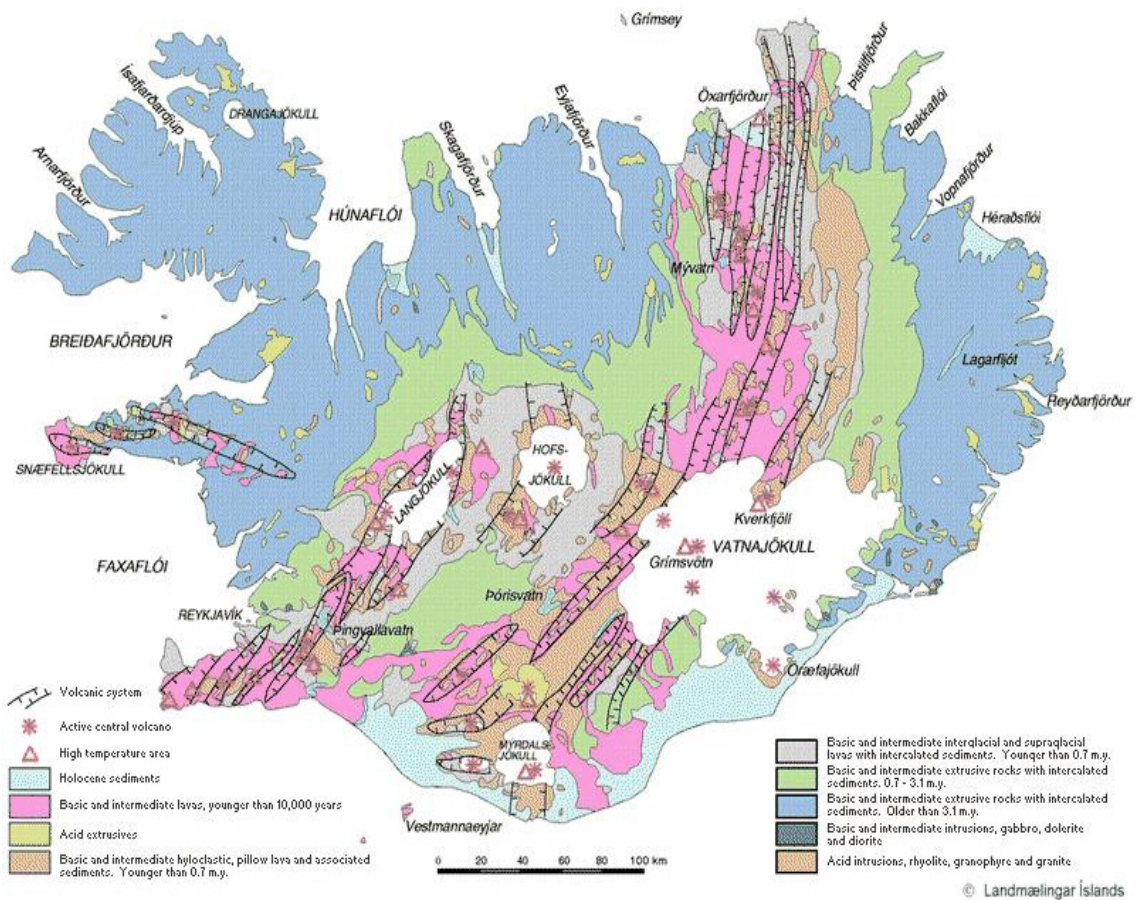 Grímsey
Ísafjarðardjúp
DRANGAJÖKULL
Arnarfjörður
HÚNAFLÓI
Skagafjörður
Eyjafjörður
Öxarfjörður
Þistilfjörður
Bakkaflói
Vopnafjörður
Héraðsflói
Mývatn
BREIÐAFJÖRÐUR
Lagarfljót
Reyðarfjörður
SNÆFELLSJÖKULL
LANGJÖKULL
HOFS-
JÖKULL
Kverkfjöll
VATNAJÖKULL
Grímsvötn
FAXAFLÓI
Þórisvatn
REYKJAVÍK
Þingvallavatn
Öræfajökull
MÝRDALS-
JÖKULL
Vestmannaeyjar
Volcanic system
Active central volcano
High temperature area
Holocene sediments
Basic and intermediate lavas, younger than 10,000 years
Acid extrusives
Basic and intermediate hyloclastic, pillow lava and associated
sediments. Younger than 0.7 m.y.
0 20 40 60 80 100 km
Basic and intermediate interglacial and supraglacial
lavas with intercalated sediments. Younger than 0.7 m.y.
Basic and intermediate extrusive rocks with intercalated
sediments. 0.7 - 3.1 m.y.
Basic and intermediate extrusive rocks with intercalated
sediments. Older than 3.1 m.y.
Basic and intermediate intrusions, gabbro, dolerite
and diorite
Acid intrusions, rhyolite, granophyre and granite
© Landmælingar Íslands